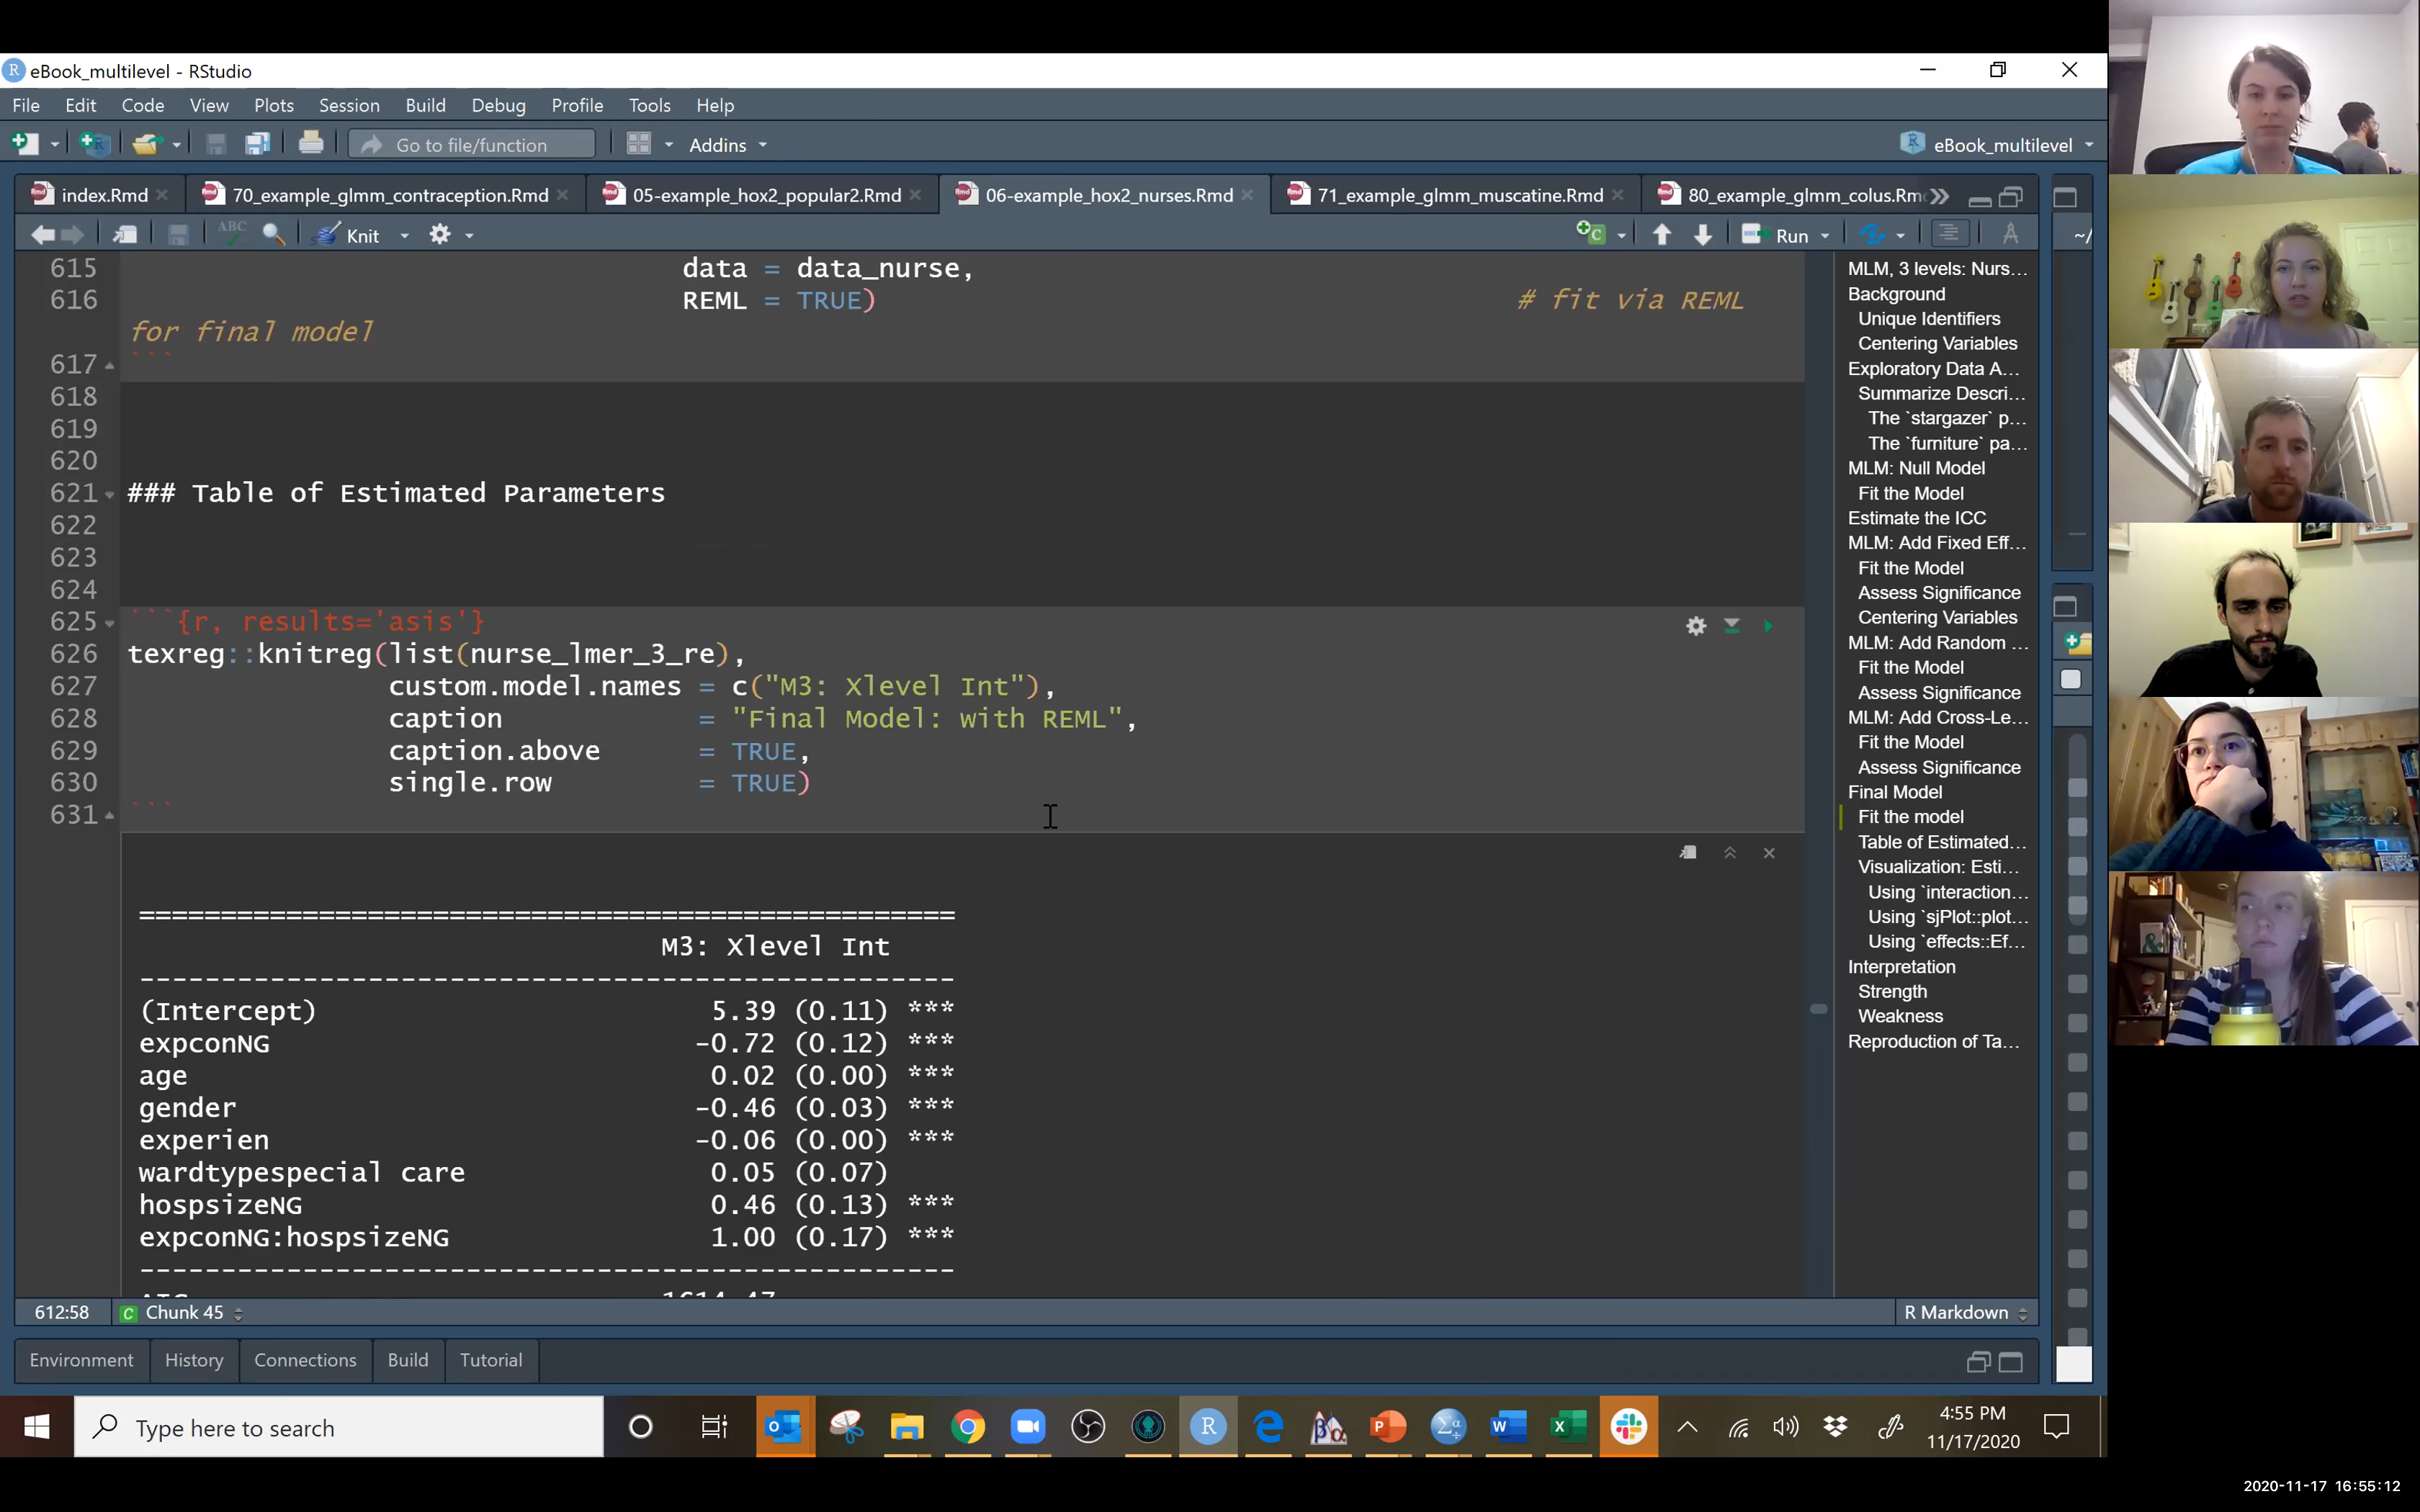 eBook_multilevel - RStudio
File Edit Code View Plots Session Build Debug Profile Tools Help
Go to file/function Addins eBook_multilevel
index.Rmd 70_example_glmm_contraception.Rmd 05-example_hox2_popular2.Rmd 06-example_hox2_nurses.Rmd 71_example_glmm_muscatine.Rmd 80_example_glmm_colus.Rm
ABC Knit Run ~/
615 data = data_nurse,
616 REML = TRUE) # fit via REML
for final model
617 ```
618
619
620
621 ### Table of Estimated Parameters
622
623
624
625 ```{r, results='asis'}
626 texreg::knitreg(list(nurse_lmer_3_re),
627 custom.model.names = c("M3: Xlevel Int"),
628 caption = "Final Model: with REML",
629 caption.above = TRUE,
630 single.row = TRUE)
631 ```
===================================================
M3: Xlevel Int
---------------------------------------------------
(Intercept) 5.39 (0.11) ***
expconNG -0.72 (0.12) ***
age 0.02 (0.00) ***
gender -0.46 (0.03) ***
experien -0.06 (0.00) ***
wardtypespecial care 0.05 (0.07)
hospsizeNG 0.46 (0.13) ***
expconNG:hospsizeNG 1.00 (0.17) ***
---------------------------------------------------
MLM, 3 levels: Nurs...
Background
Unique Identifiers
Centering Variables
Exploratory Data A...
Summarize Descri...
The `stargazer` p...
The `furniture` pa...
MLM: Null Model
Fit the Model
Estimate the ICC
MLM: Add Fixed Eff...
Fit the Model
Assess Significance
Centering Variables
MLM: Add Random ...
Fit the Model
Assess Significance
MLM: Add Cross-Le...
Fit the Model
Assess Significance
Final Model
Fit the model
Table of Estimated...
Visualization: Esti...
Using `interaction...
Using `sjPlot::plot...
Using `effects::Ef...
Interpretation
Strength
Weakness
Reproduction of Ta...
612:58 C Chunk 45 R Markdown
Environment History Connections Build Tutorial
Type here to search
4:55 PM
11/17/2020
2020-11-17 16:55:12